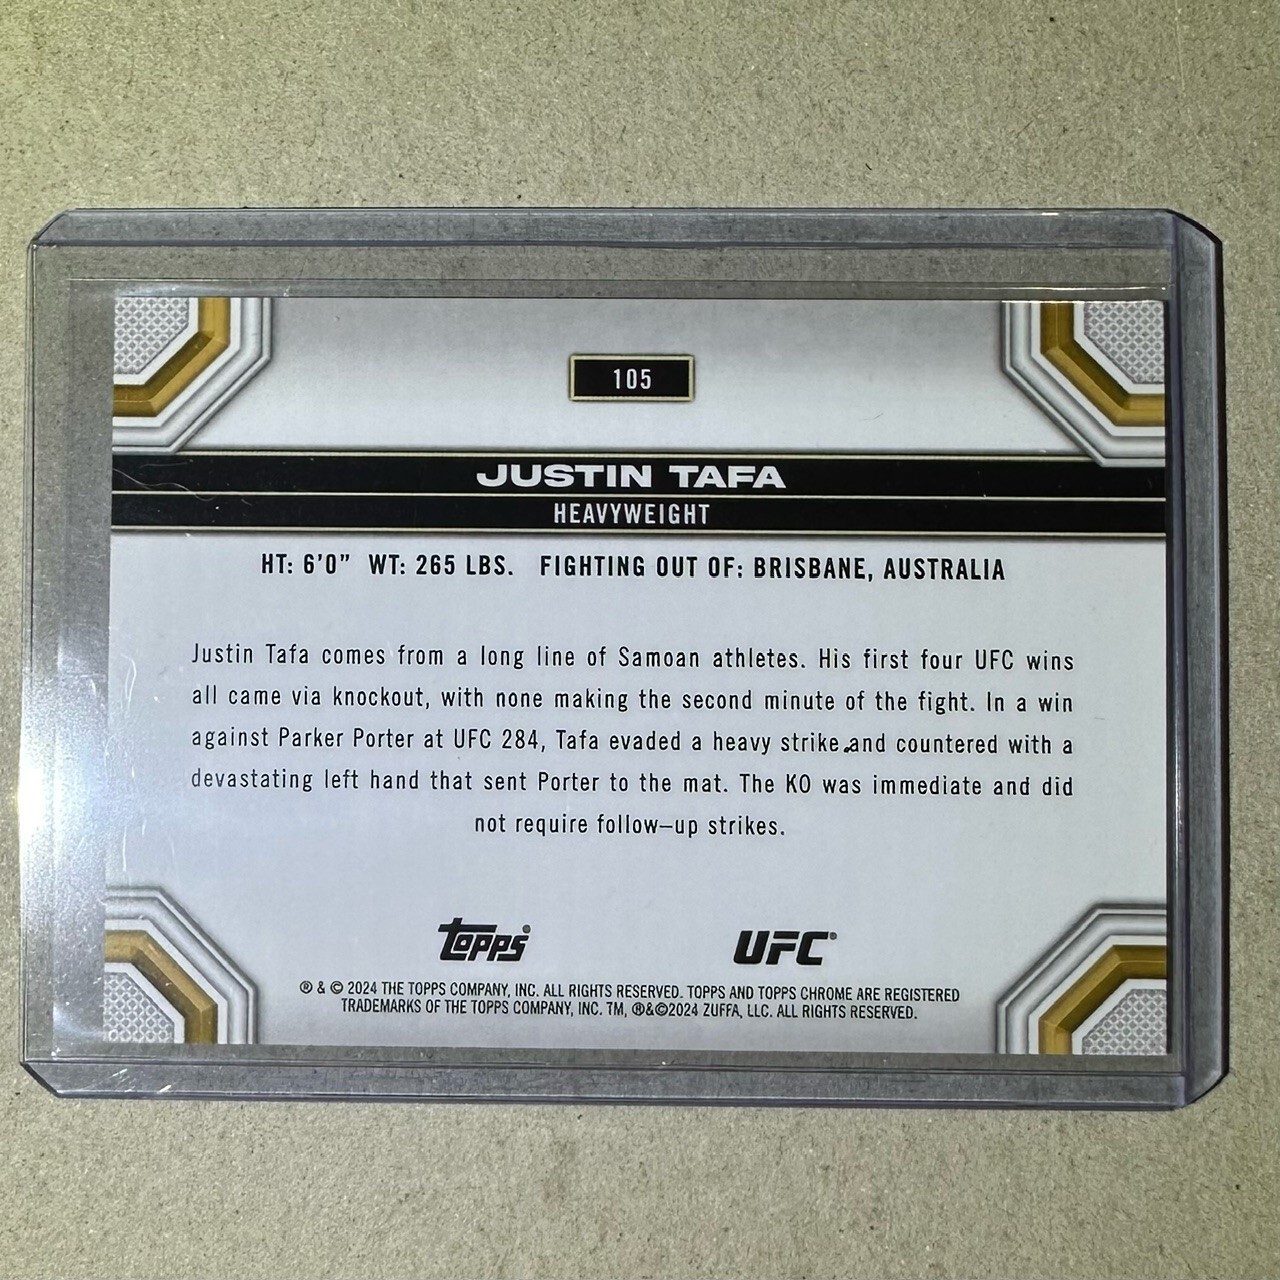 105
JUSTIN TAFA
HEAVYWEIGHT
HT: 6'0" WT: 265 LBS. FIGHTING OUT OF: BRISBANE, AUSTRALIA
Justin Tafa comes from a long line of Samoan athletes. His first four UFC wins
all came via knockout, with none making the second minute of the fight. In a win
against Parker Porter at UFC 284, Tafa evaded a heavy strike and countered with a
devastating left hand that sent Porter to the mat. The KO was immediate and did
not require follow–up strikes.
topps® UFC®
® & © 2024 THE TOPPS COMPANY, INC. ALL RIGHTS RESERVED. TOPPS AND TOPPS CHROME ARE REGISTERED
TRADEMARKS OF THE TOPPS COMPANY, INC. TM, ®&©2024 ZUFFA, LLC. ALL RIGHTS RESERVED.